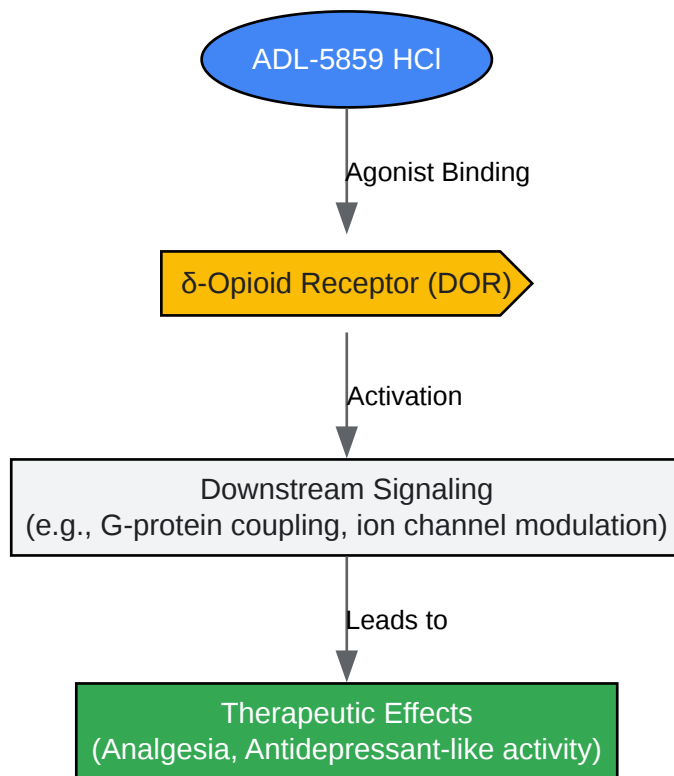 ADL-5859 HCl
Agonist Binding
δ-Opioid Receptor (DOR)
Activation
Downstream Signaling
(e.g., G-protein coupling, ion channel modulation)
Leads to
Therapeutic Effects
(Analgesia, Antidepressant-like activity)